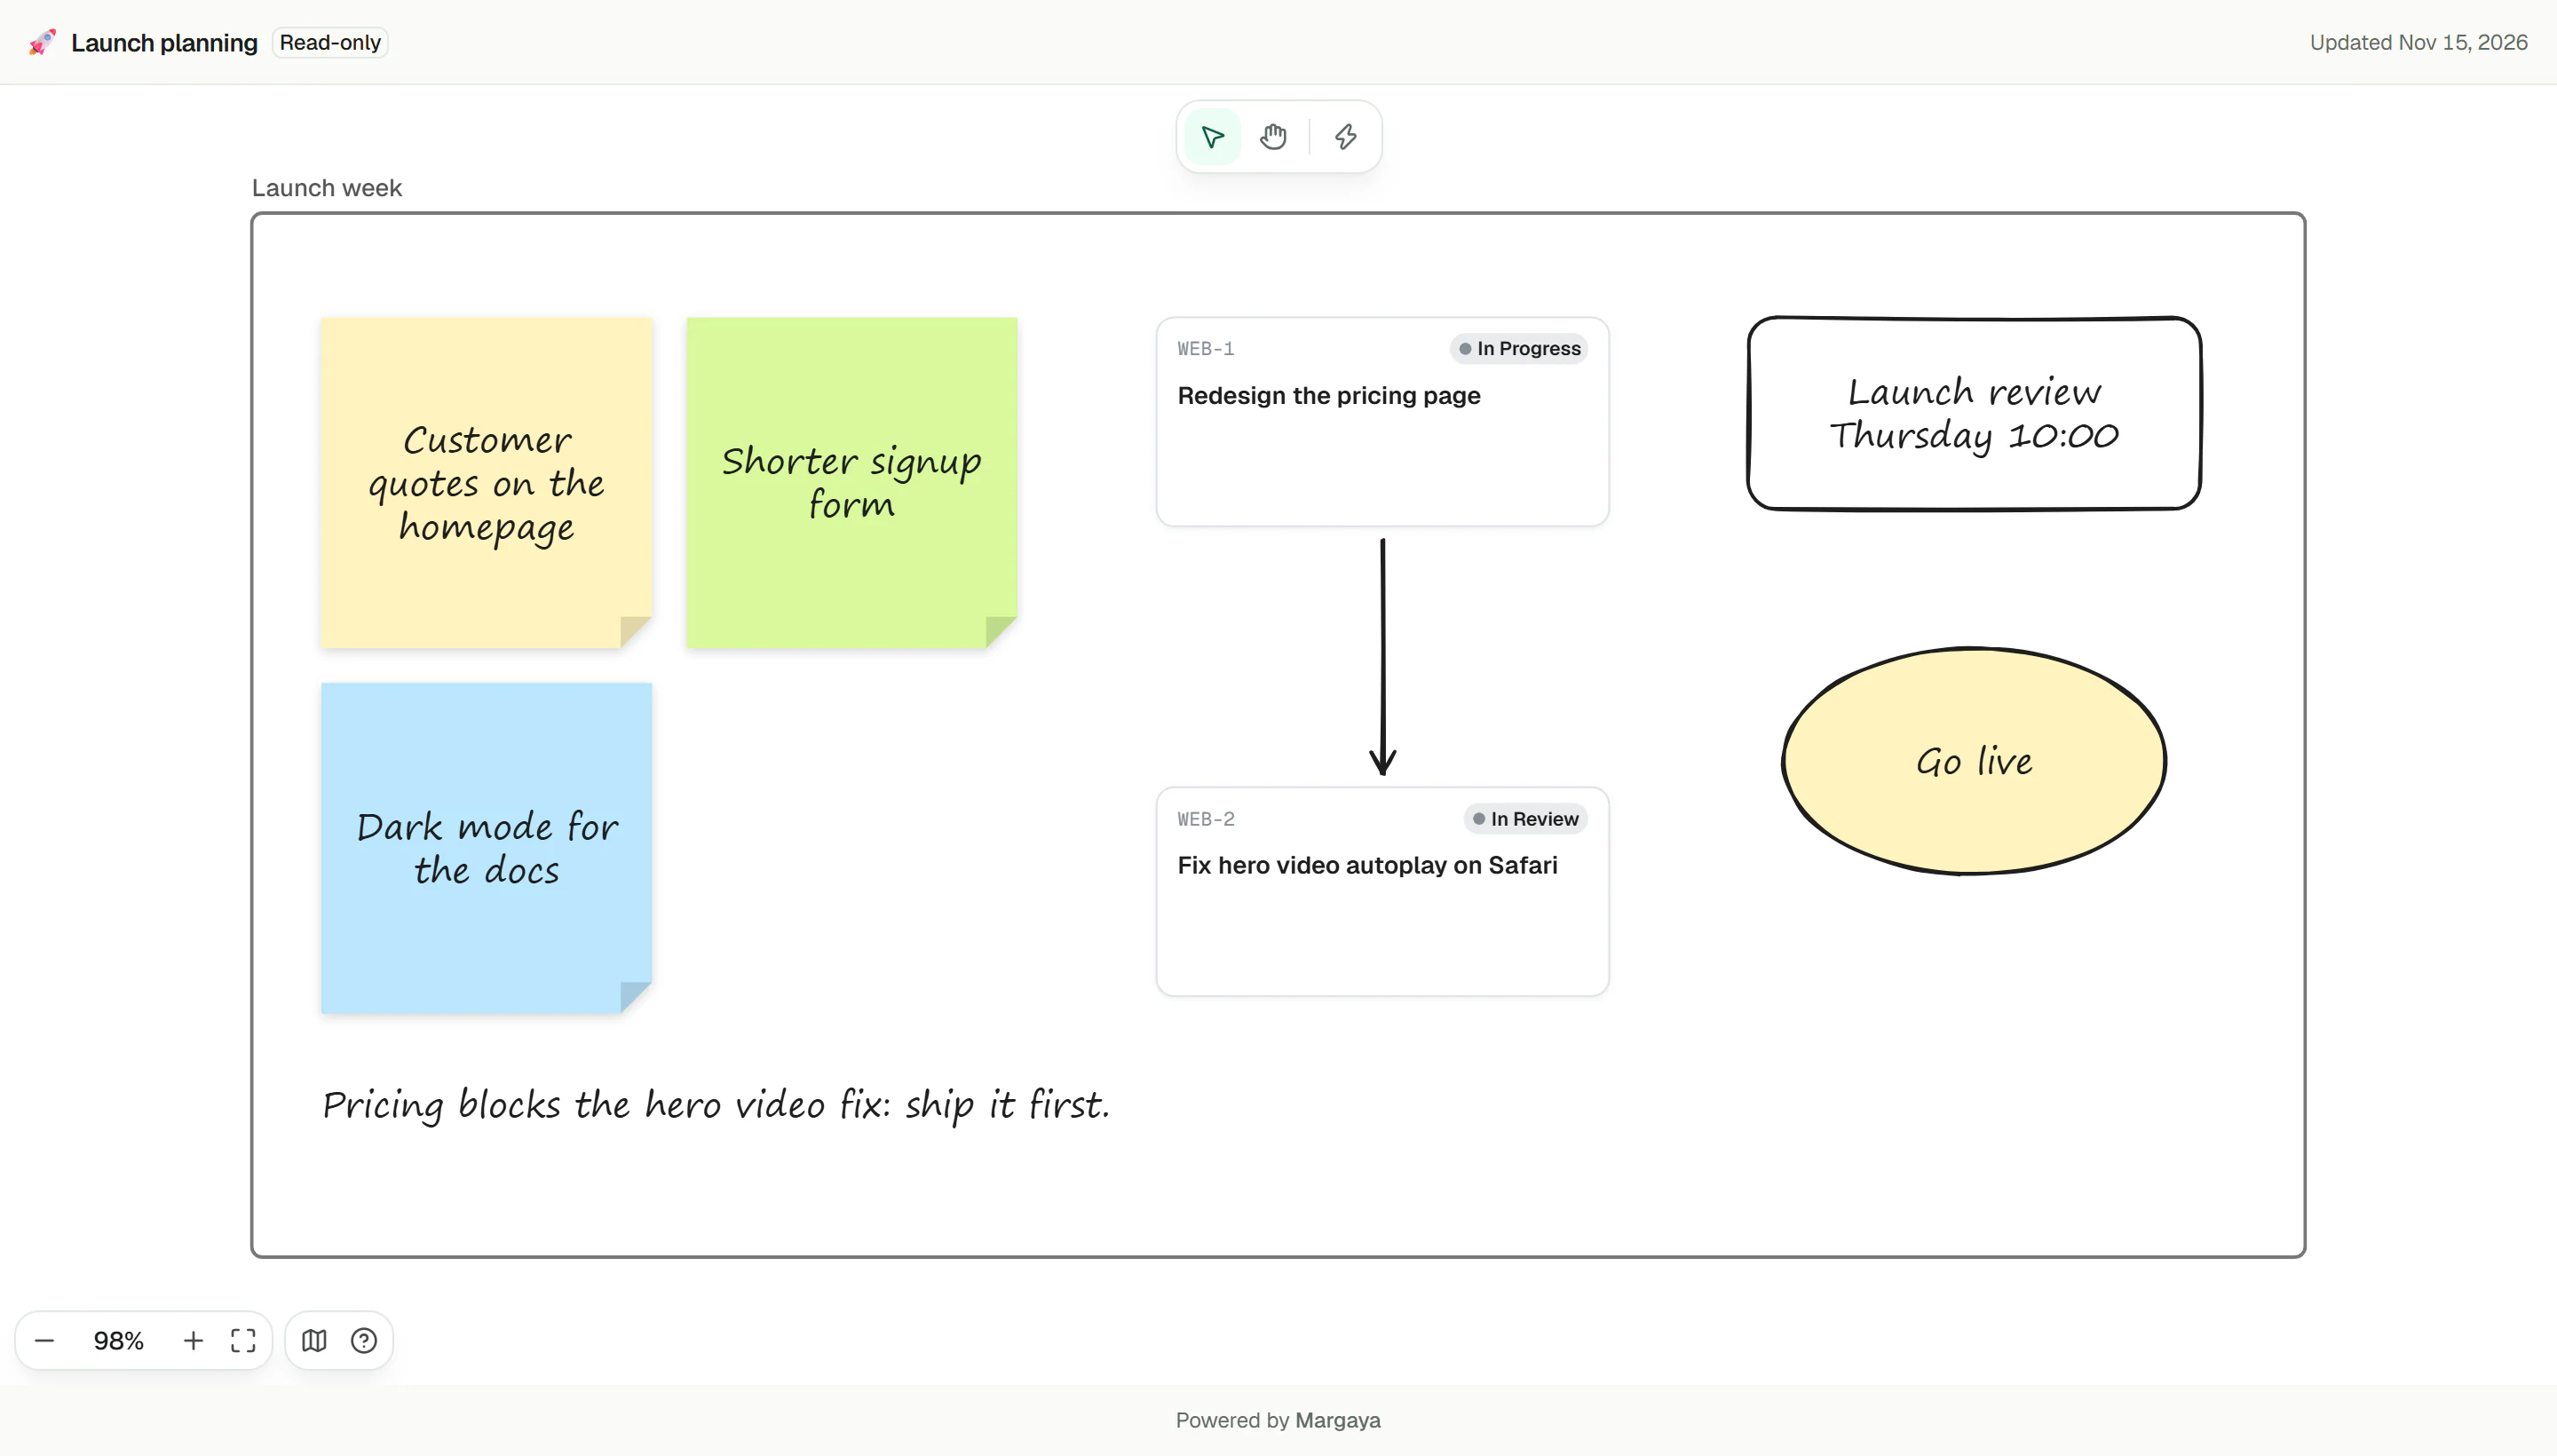 Launch planning
Read-only
Updated Nov 15, 2026
Launch week
Customer
quotes on the
homepage
Shorter signup
form
Dark mode for
the docs
WEB-1
In Progress
Redesign the pricing page
WEB-2
In Review
Fix hero video autoplay on Safari
Launch review
Thursday 10:00
Go live
Pricing blocks the hero video fix: ship it first.
98%
Powered by Margaya